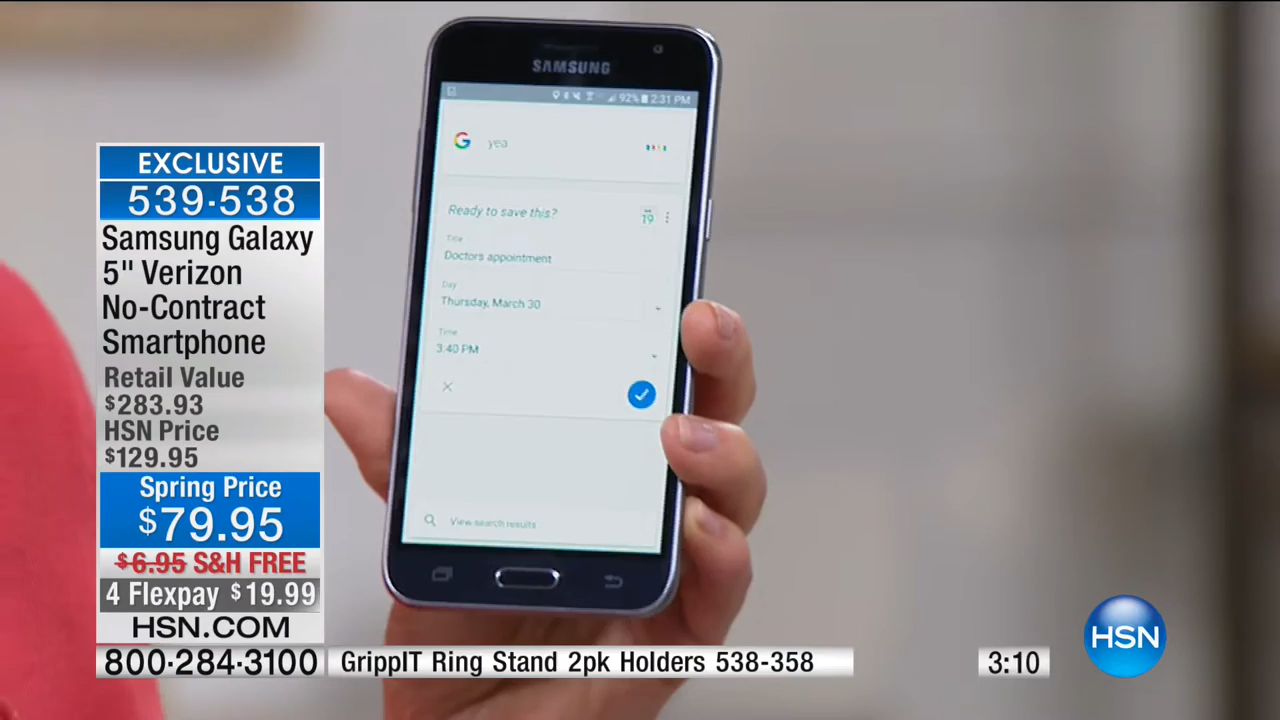 EXCLUSIVE
539-538
Samsung Galaxy
5" Verizon
No-Contract
Smartphone
Retail Value
$283.93
HSN Price
$129.95
Spring Price
$79.95
$6.95 S&H FREE
4 Flexpay $19.99
HSN.COM
800-284-3100
GrippIT Ring Stand 2pk Holders 538-358
3:10
HSN
SAMSUNG
92% 2:31 PM
G yea
Ready to save this?
19
Title
Doctors appointment
Day
Thursday, March 30
Time
3:40 PM
View search results